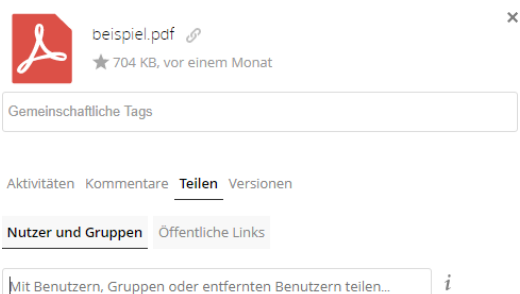 beispiel.pdf
704 KB, vor einem Monat
Gemeinschaftliche Tags
Aktivitäten Kommentare Teilen Versionen
Nutzer und Gruppen Öffentliche Links
Mit Benutzern, Gruppen oder entfernten Benutzern teilen... i